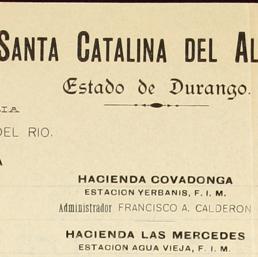 SANTA CATALINA DEL AL
Estado de Durango.
DEL RIO.
HACIENDA COVADONGA
ESTACION YERBANIS, F. I. M.
Administrador FRANCISCO A. CALDERON
HACIENDA LAS MERCEDES
ESTACION AGUA VIEJA, F. I. M.